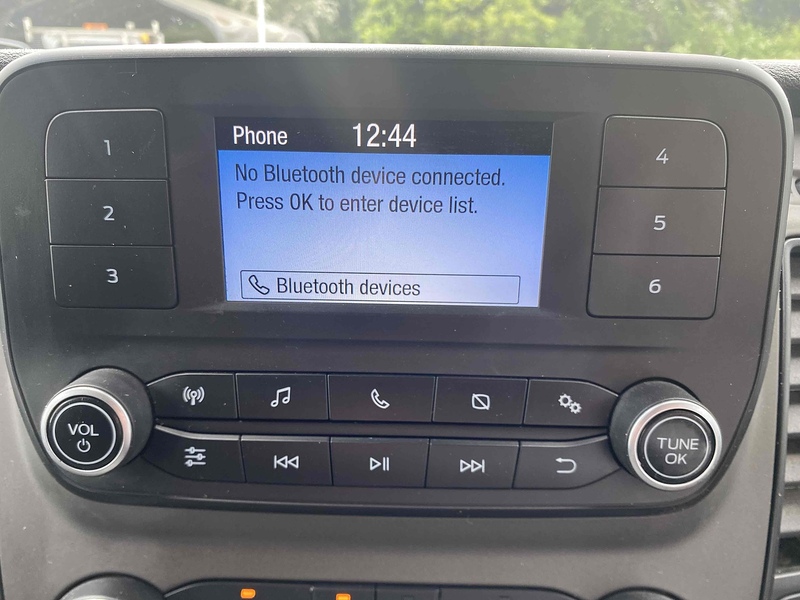 Phone 12:44
No Bluetooth device connected.
Press OK to enter device list.
Bluetooth devices
1
2
3
4
5
6
VOL
TUNE
OK